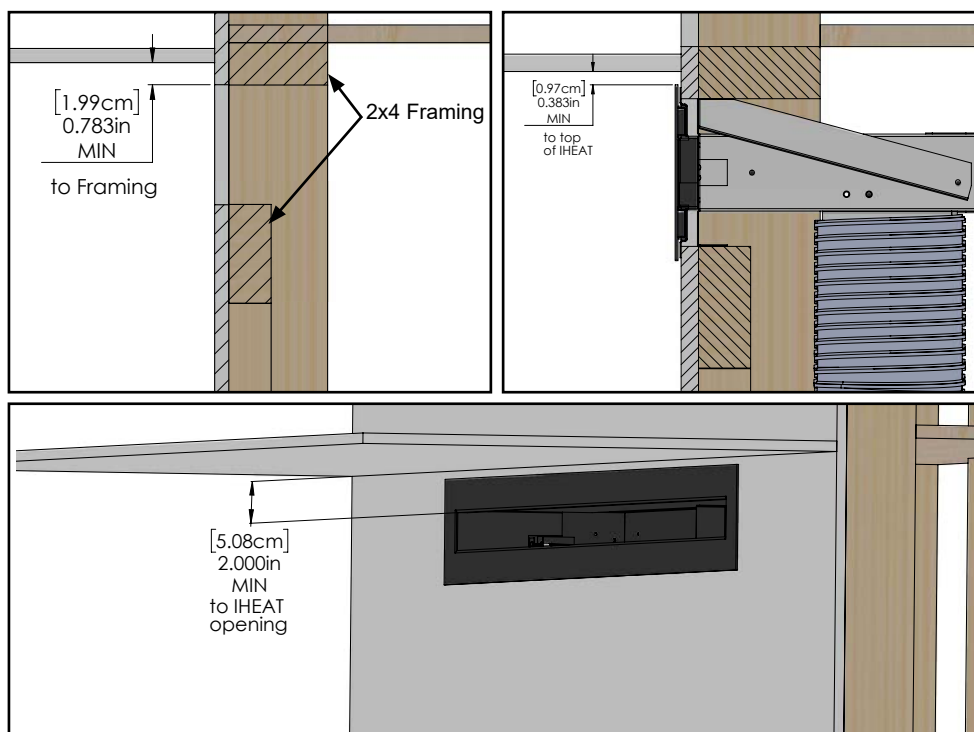 [1.99cm]
0.783in
MIN
to Framing
2x4 Framing
[0.97cm]
0.383in
MIN
to top
of IHEAT
[5.08cm]
2.000in
MIN
to IHEAT
opening